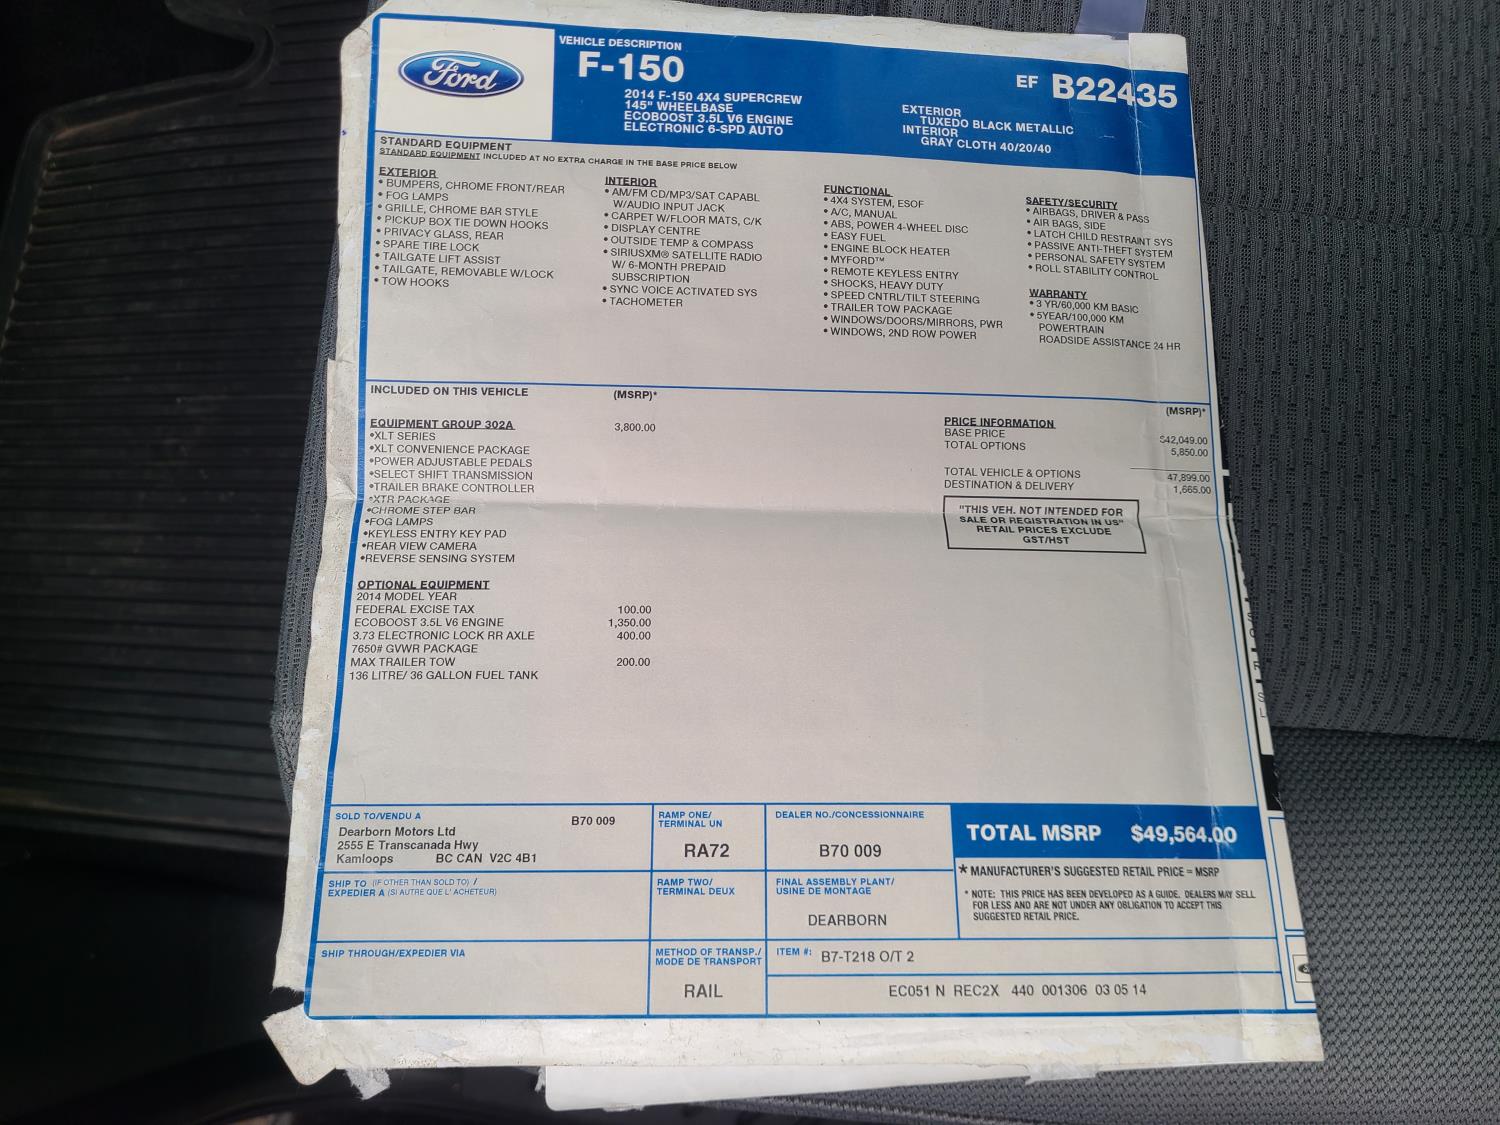 Ford
VEHICLE DESCRIPTION
F-150
2014 F-150 4X4 SUPERCREW
145" WHEELBASE
ECOBOOST 3.5L V6 ENGINE
ELECTRONIC 6-SPD AUTO
EF B22435
EXTERIOR
TUXEDO BLACK METALLIC
INTERIOR
GRAY CLOTH 40/20/40
STANDARD EQUIPMENT
STANDARD EQUIPMENT INCLUDED AT NO EXTRA CHARGE IN THE BASE PRICE BELOW
EXTERIOR
• BUMPERS, CHROME FRONT/REAR
• FOG LAMPS
• GRILLE, CHROME BAR STYLE
• PICKUP BOX TIE DOWN HOOKS
• PRIVACY GLASS, REAR
• SPARE TIRE LOCK
• TAILGATE LIFT ASSIST
• TAILGATE, REMOVABLE W/LOCK
• TOW HOOKS
INTERIOR
• AM/FM CD/MP3/SAT CAPABL
W/AUDIO INPUT JACK
• CARPET W/FLOOR MATS, C/K
• DISPLAY CENTRE
• OUTSIDE TEMP & COMPASS
• SIRIUSXM® SATELLITE RADIO
W/ 6-MONTH PREPAID
SUBSCRIPTION
• SYNC VOICE ACTIVATED SYS
• TACHOMETER
FUNCTIONAL
• 4X4 SYSTEM, ESOF
• A/C, MANUAL
• ABS, POWER 4-WHEEL DISC
• EASY FUEL
• ENGINE BLOCK HEATER
• MYFORD™
• REMOTE KEYLESS ENTRY
• SHOCKS, HEAVY DUTY
• SPEED CNTRL/TILT STEERING
• TRAILER TOW PACKAGE
• WINDOWS/DOORS/MIRRORS, PWR
• WINDOWS, 2ND ROW POWER
SAFETY/SECURITY
• AIRBAGS, DRIVER & PASS
• AIR BAGS, SIDE
• LATCH CHILD RESTRAINT SYS
• PASSIVE ANTI-THEFT SYSTEM
• PERSONAL SAFETY SYSTEM
• ROLL STABILITY CONTROL
WARRANTY
• 3 YR/60,000 KM BASIC
• 5YEAR/100,000 KM
POWERTRAIN
ROADSIDE ASSISTANCE 24 HR
INCLUDED ON THIS VEHICLE (MSRP)*
EQUIPMENT GROUP 302A 3,800.00
•XLT SERIES
•XLT CONVENIENCE PACKAGE
•POWER ADJUSTABLE PEDALS
•SELECT SHIFT TRANSMISSION
•TRAILER BRAKE CONTROLLER
•XTR PACKAGE
•CHROME STEP BAR
•FOG LAMPS
•KEYLESS ENTRY KEY PAD
•REAR VIEW CAMERA
•REVERSE SENSING SYSTEM
OPTIONAL EQUIPMENT
2014 MODEL YEAR
FEDERAL EXCISE TAX 100.00
ECOBOOST 3.5L V6 ENGINE 1,350.00
3.73 ELECTRONIC LOCK RR AXLE 400.00
7650# GVWR PACKAGE
MAX TRAILER TOW 200.00
136 LITRE/ 36 GALLON FUEL TANK
(MSRP)*
PRICE INFORMATION
BASE PRICE $42,049.00
TOTAL OPTIONS 5,850.00
TOTAL VEHICLE & OPTIONS 47,899.00
DESTINATION & DELIVERY 1,665.00
"THIS VEH. NOT INTENDED FOR
SALE OR REGISTRATION IN US"
RETAIL PRICES EXCLUDE
GST/HST
SOLD TO/VENDU A B70 009
Dearborn Motors Ltd
2555 E Transcanada Hwy
Kamloops BC CAN V2C 4B1
SHIP TO (IF OTHER THAN SOLD TO) /
EXPEDIER A (SI AUTRE QUE L' ACHETEUR)
SHIP THROUGH/EXPEDIER VIA
RAMP ONE/
TERMINAL UN
RA72
RAMP TWO/
TERMINAL DEUX
METHOD OF TRANSP./
MODE DE TRANSPORT
RAIL
DEALER NO./CONCESSIONNAIRE
B70 009
FINAL ASSEMBLY PLANT/
USINE DE MONTAGE
DEARBORN
ITEM #: B7-T218 O/T 2
EC051 N REC2X 440 001306 03 05 14
TOTAL MSRP $49,564.00
* MANUFACTURER'S SUGGESTED RETAIL PRICE = MSRP
* NOTE: THIS PRICE HAS BEEN DEVELOPED AS A GUIDE. DEALERS MAY SELL
FOR LESS AND ARE NOT UNDER ANY OBLIGATION TO ACCEPT THIS
SUGGESTED RETAIL PRICE.